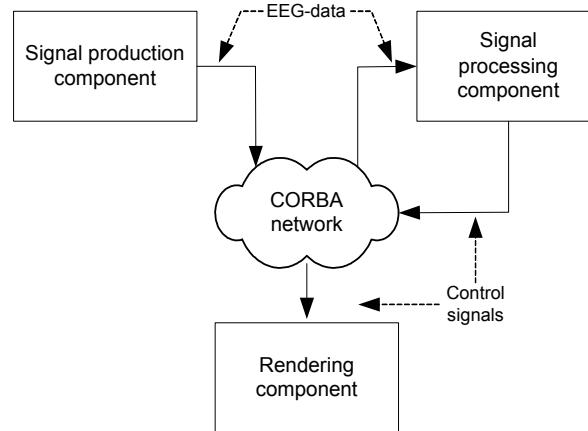 EEG-data
Signal production
component
Signal
processing
component
CORBA
network
Control
signals
Rendering
component